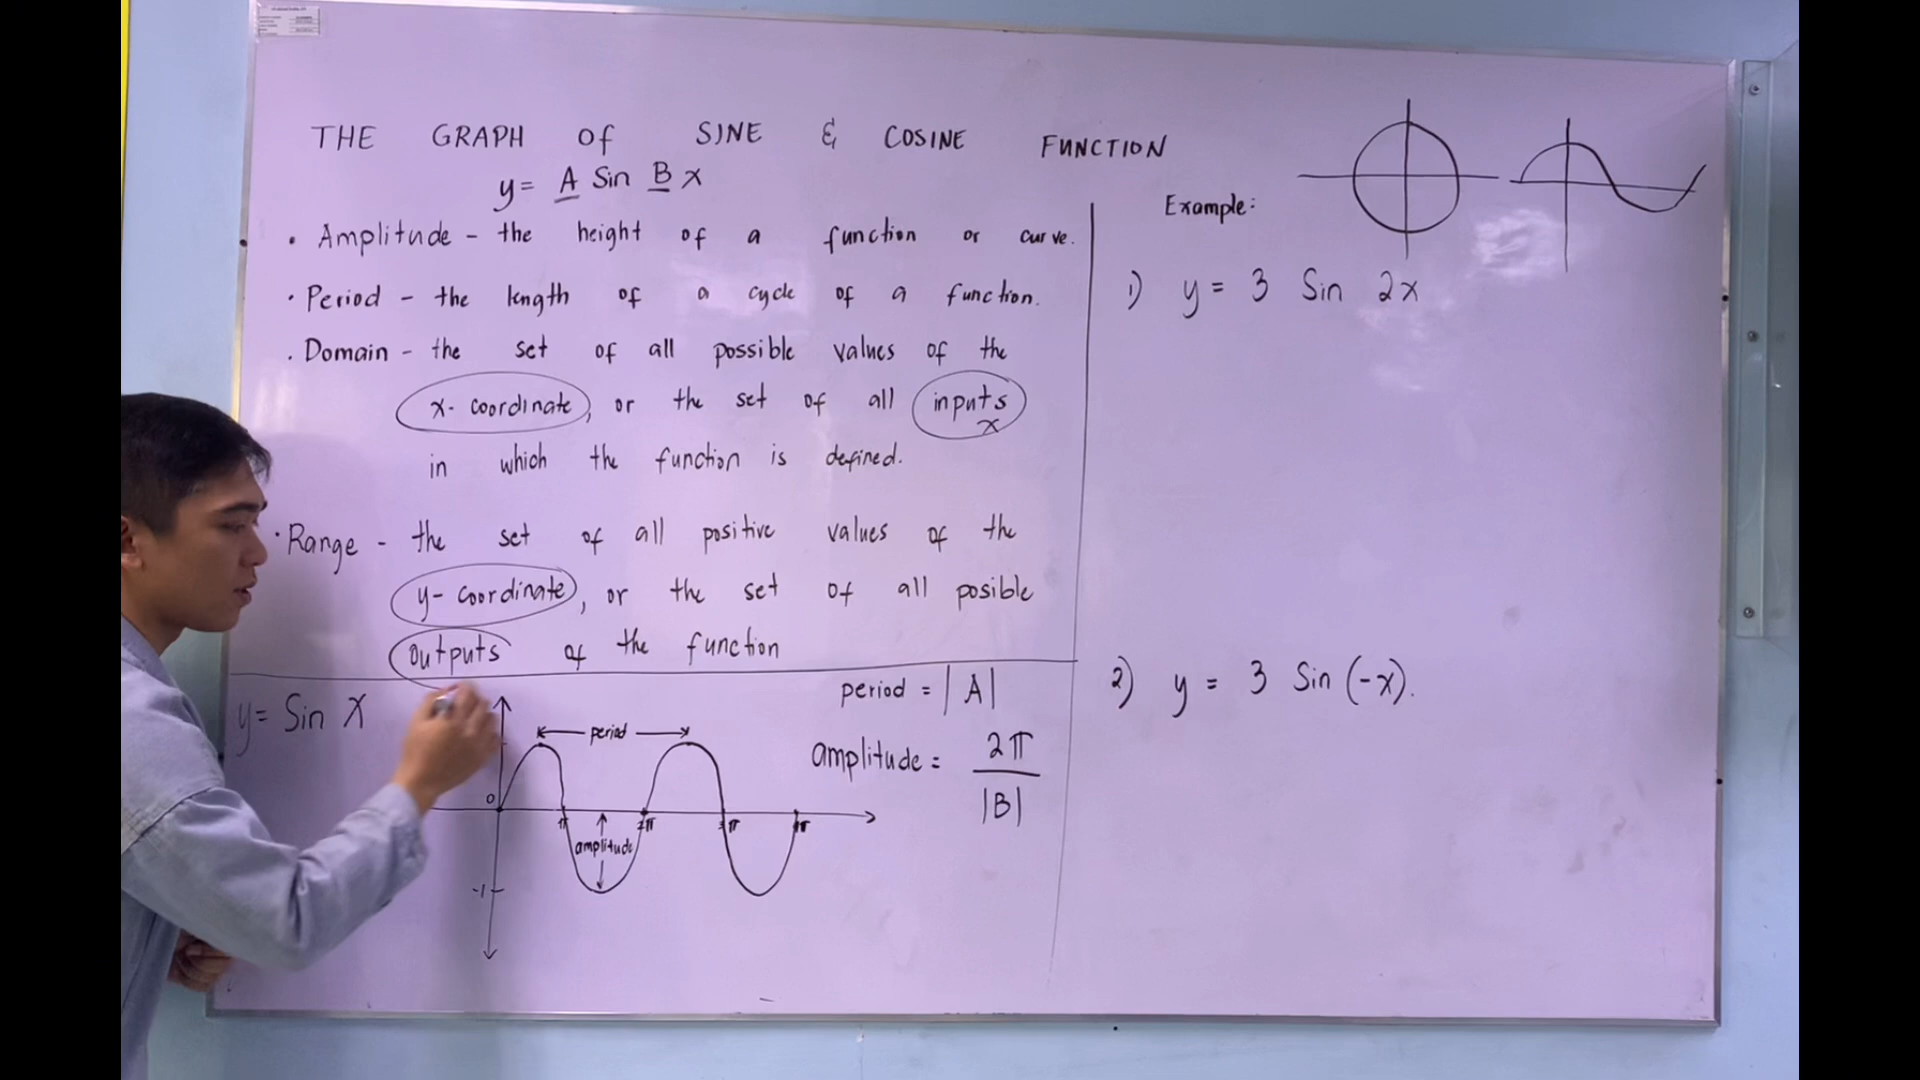 THE GRAPH of SINE & COSINE FUNCTION
y = A Sin B x
• Amplitude - the height of a function or curve.
• Period - the length of a cycle of a function.
• Domain - the set of all possible values of the
x- coordinate, or the set of all inputs
x
in which the function is defined.
• Range - the set of all positive values of the
y- coordinate, or the set of all posible
outputs of the function
y = Sin X
period
0
π 2π 3π
amplitude
-1
period = |A|
amplitude = 2π
|B|
Example:
1) y = 3 Sin 2x
2) y = 3 Sin (-x).